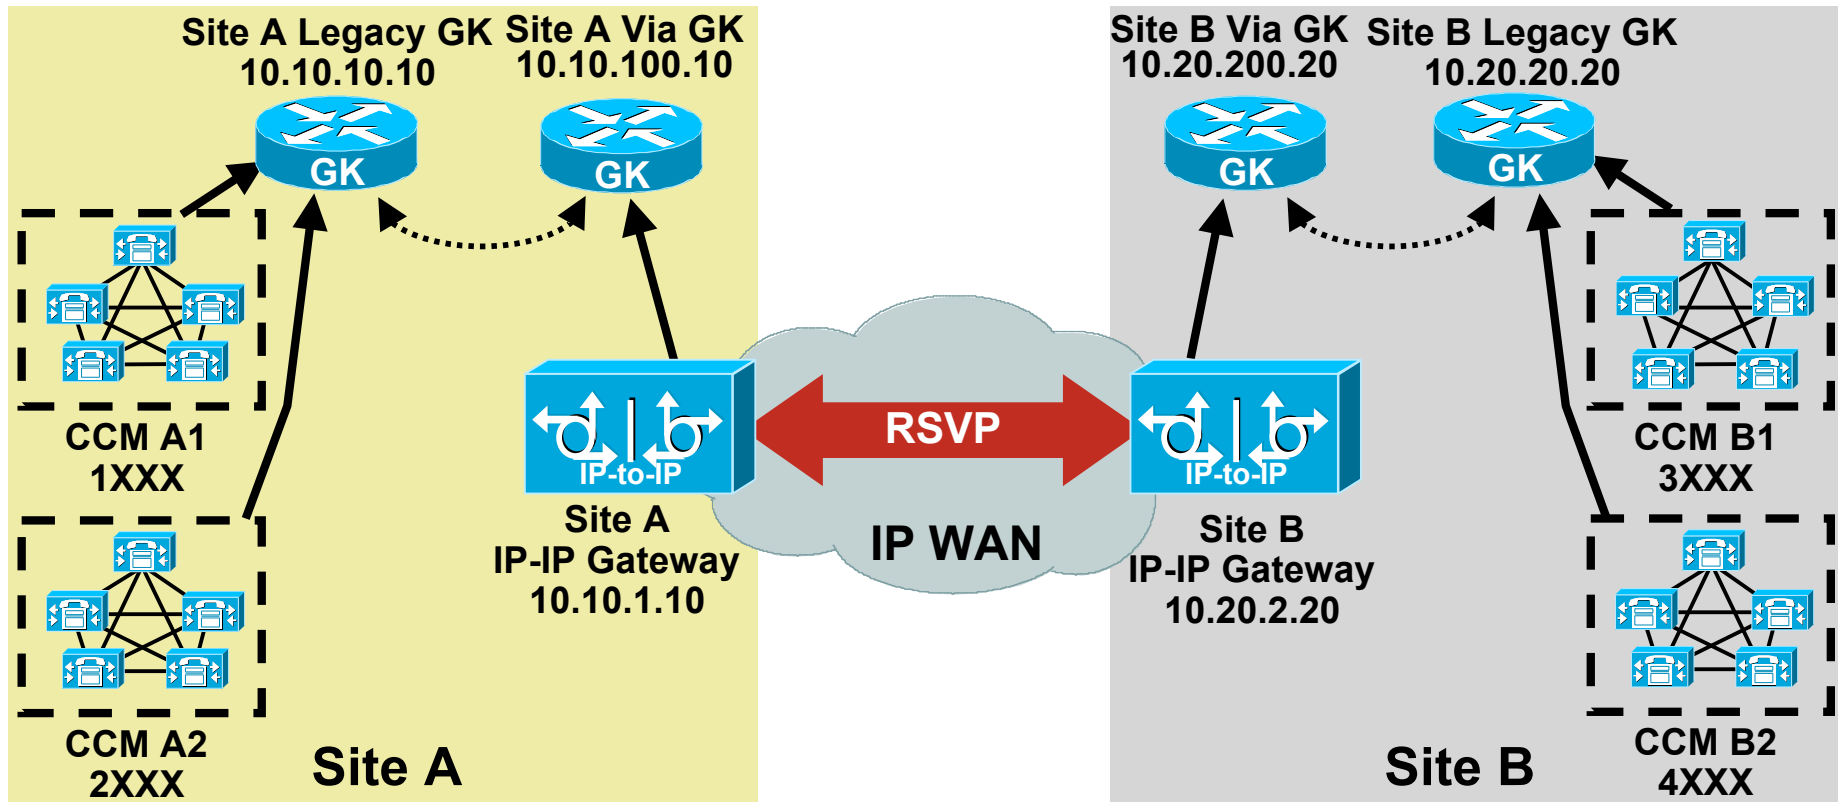 Site A Legacy GK
10.10.10.10
Site A Via GK
10.10.100.10
Site B Via GK
10.20.200.20
Site B Legacy GK
10.20.20.20
GK
GK
GK
GK
CCM A1
1XXX
CCM A2
2XXX
IP-to-IP
Site A
IP-IP Gateway
10.10.1.10
RSVP
IP WAN
IP-to-IP
Site B
IP-IP Gateway
10.20.2.20
CCM B1
3XXX
CCM B2
4XXX
Site A
Site B